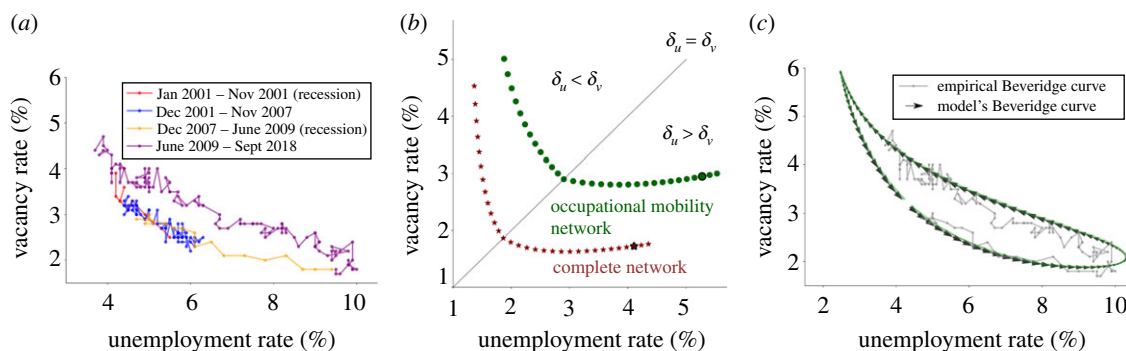 (a)
6
5
4
3
2
4
6
8
10
vacancy rate (%)
unemployment rate (%)
Jan 2001 – Nov 2001 (recession)
Dec 2001 – Nov 2007
Dec 2007 – June 2009 (recession)
June 2009 – Sept 2018
(b)
5
4
3
2
1
1
2
3
4
5
vacancy rate (%)
unemployment rate (%)
δu = δv
δu < δv
δu > δv
occupational mobility
network
complete network
(c)
6
5
4
3
2
2
4
6
8
10
vacancy rate (%)
unemployment rate (%)
empirical Beveridge curve
model's Beveridge curve